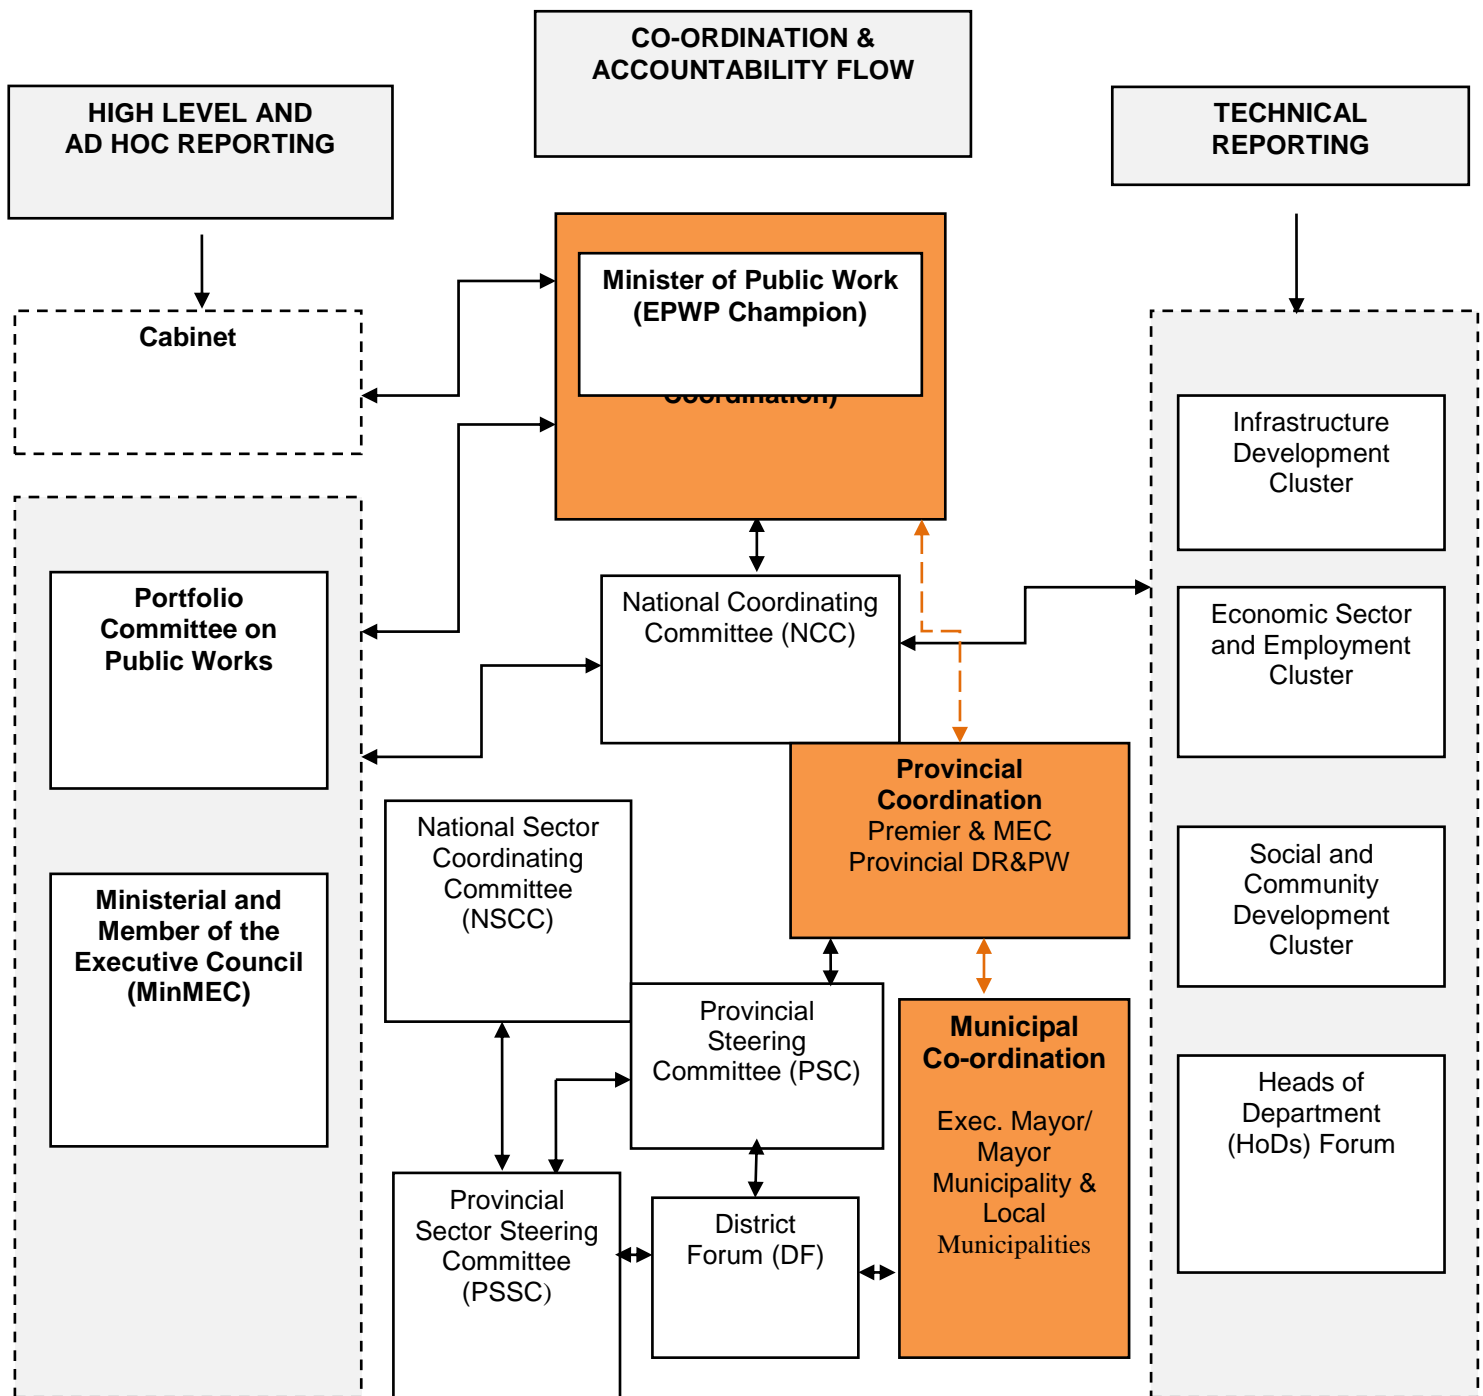 CO-ORDINATION &
ACCOUNTABILITY FLOW
HIGH LEVEL AND
AD HOC REPORTING
TECHNICAL
REPORTING
Minister of Public Work
(EPWP Champion)
Coordination)
Cabinet
Infrastructure
Development
Cluster
Portfolio
Committee on
Public Works
National Coordinating
Committee (NCC)
Economic Sector
and Employment
Cluster
Provincial
Coordination
Premier & MEC
Provincial DR&PW
National Sector
Coordinating
Committee
(NSCC)
Social and
Community
Development
Cluster
Ministerial and
Member of the
Executive Council
(MinMEC)
Provincial
Steering
Committee (PSC)
Municipal
Co-ordination
Exec. Mayor/
Mayor
Municipality &
Local
Municipalities
Heads of
Department
(HoDs) Forum
Provincial
Sector Steering
Committee
(PSSC)
District
Forum (DF)